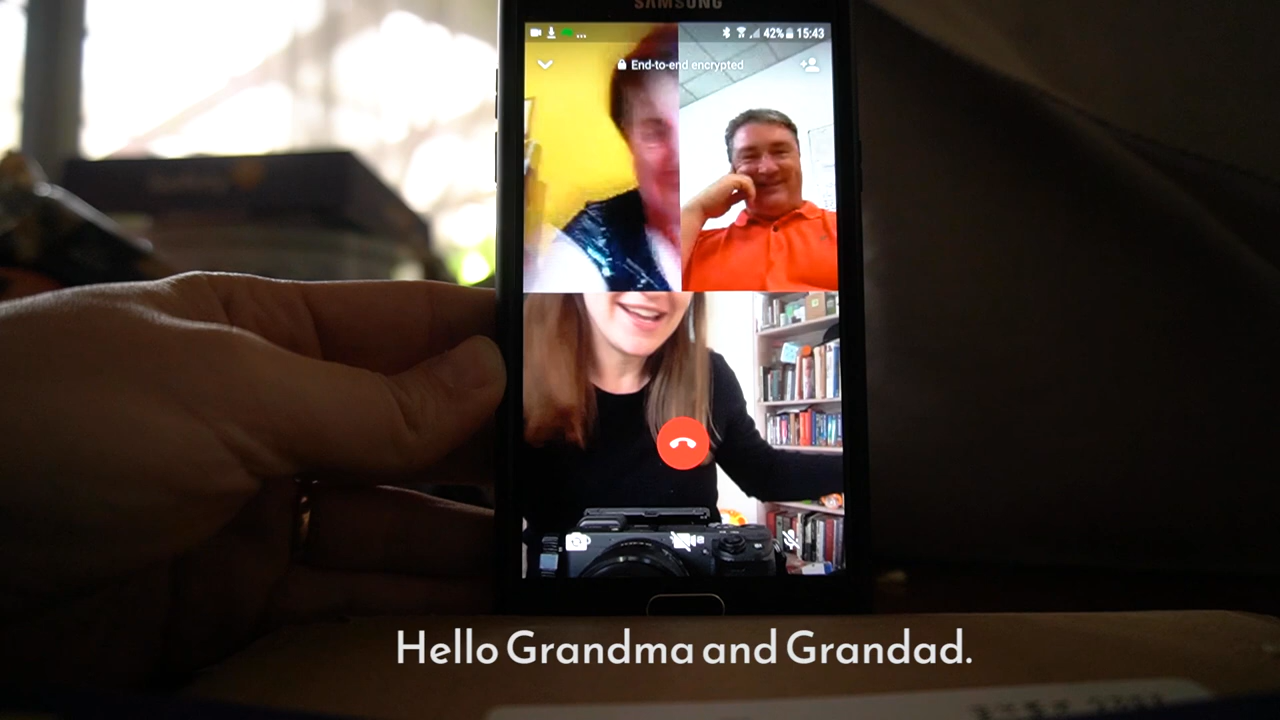 SAMSUNG
... 42% 15:43
End-to-end encrypted
Hello Grandma and Grandad.